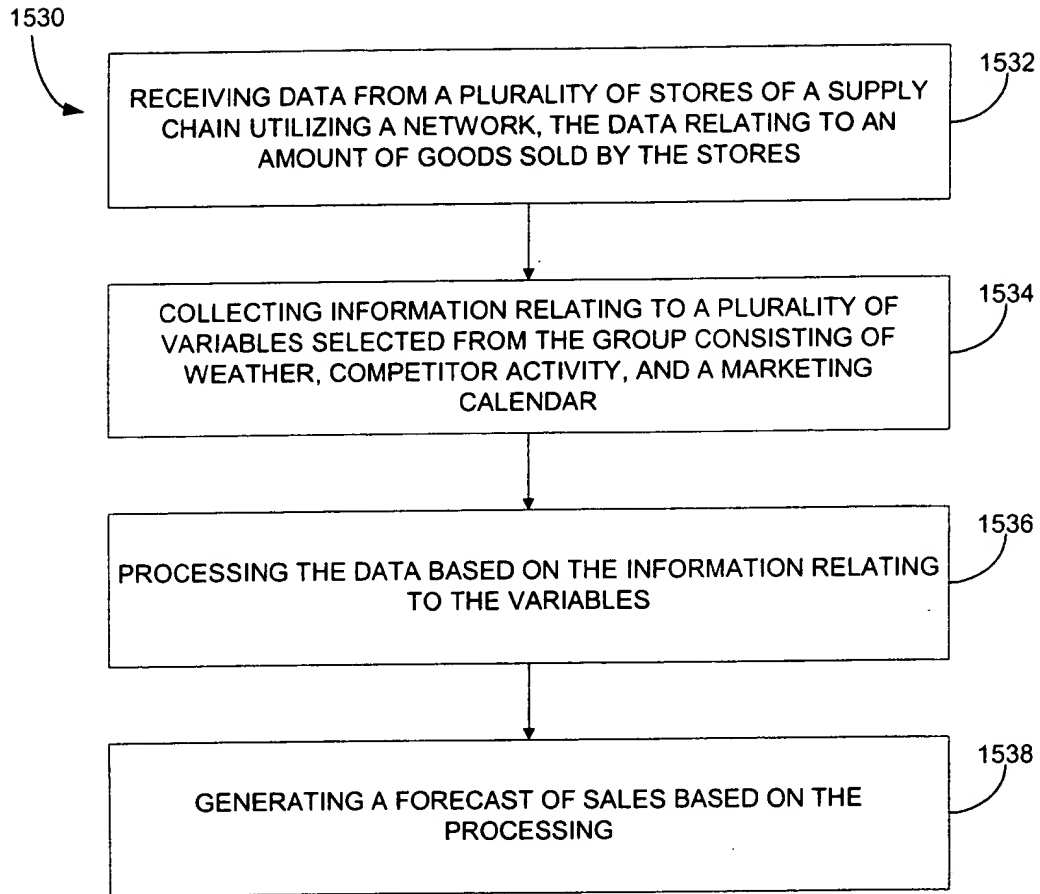 1530
1532
RECEIVING DATA FROM A PLURALITY OF STORES OF A SUPPLY
CHAIN UTILIZING A NETWORK, THE DATA RELATING TO AN
AMOUNT OF GOODS SOLD BY THE STORES
1534
COLLECTING INFORMATION RELATING TO A PLURALITY OF
VARIABLES SELECTED FROM THE GROUP CONSISTING OF
WEATHER, COMPETITOR ACTIVITY, AND A MARKETING
CALENDAR
1536
PROCESSING THE DATA BASED ON THE INFORMATION RELATING
TO THE VARIABLES
1538
GENERATING A FORECAST OF SALES BASED ON THE
PROCESSING